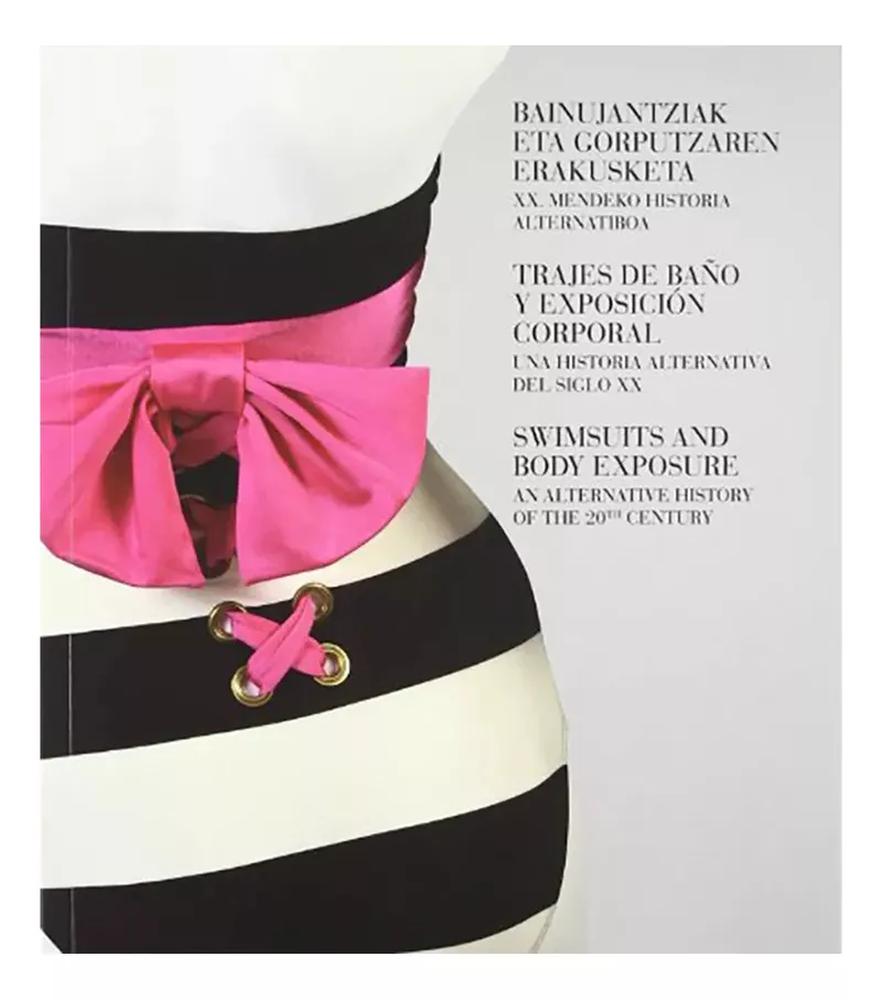 BAINUJANTZIAK
ETA GORPUTZAREN
ERAKUSKETA
XX. MENDEKO HISTORIA
ALTERNATIBOA
TRAJES DE BAÑO
Y EXPOSICIÓN
CORPORAL
UNA HISTORIA ALTERNATIVA
DEL SIGLO XX
SWIMSUITS AND
BODY EXPOSURE
AN ALTERNATIVE HISTORY
OF THE 20TH CENTURY